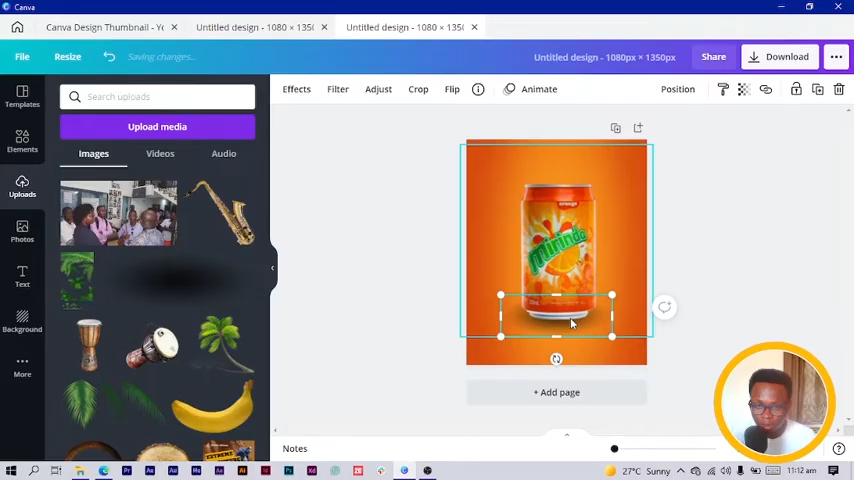 Canva
Canva Design Thumbnail - Yo
Untitled design - 1080 × 1350
Untitled design - 1080 × 1350
File
Resize
Saving changes...
Untitled design - 1080px × 1350px
Share
Download
Templates
Elements
Uploads
Photos
Text
Background
More
Search uploads
Upload media
Images
Videos
Audio
Effects
Filter
Adjust
Crop
Flip
Animate
Position
orange
mirinda
+ Add page
Notes
27°C Sunny
11:12 am